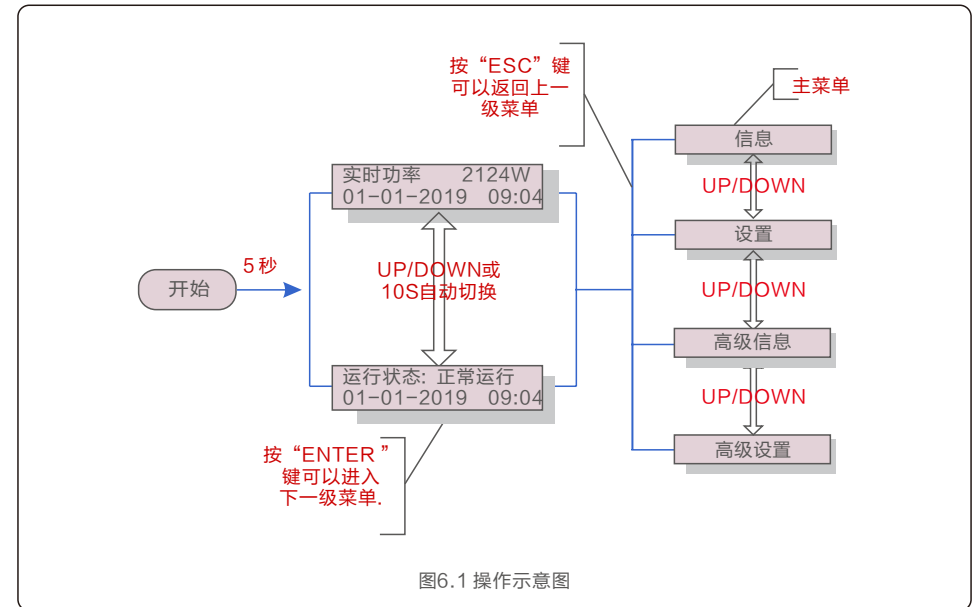 按“ESC”键
可以返回上一
级菜单
主菜单
信息
实时功率 2124W
01-01-2019 09:04
UP/DOWN
设置
5秒
开始
UP/DOWN或
10S自动切换
UP/DOWN
高级信息
运行状态: 正常运行
01-01-2019 09:04
UP/DOWN
高级设置
按“ENTER”
键可以进入
下一级菜单.
图6.1 操作示意图